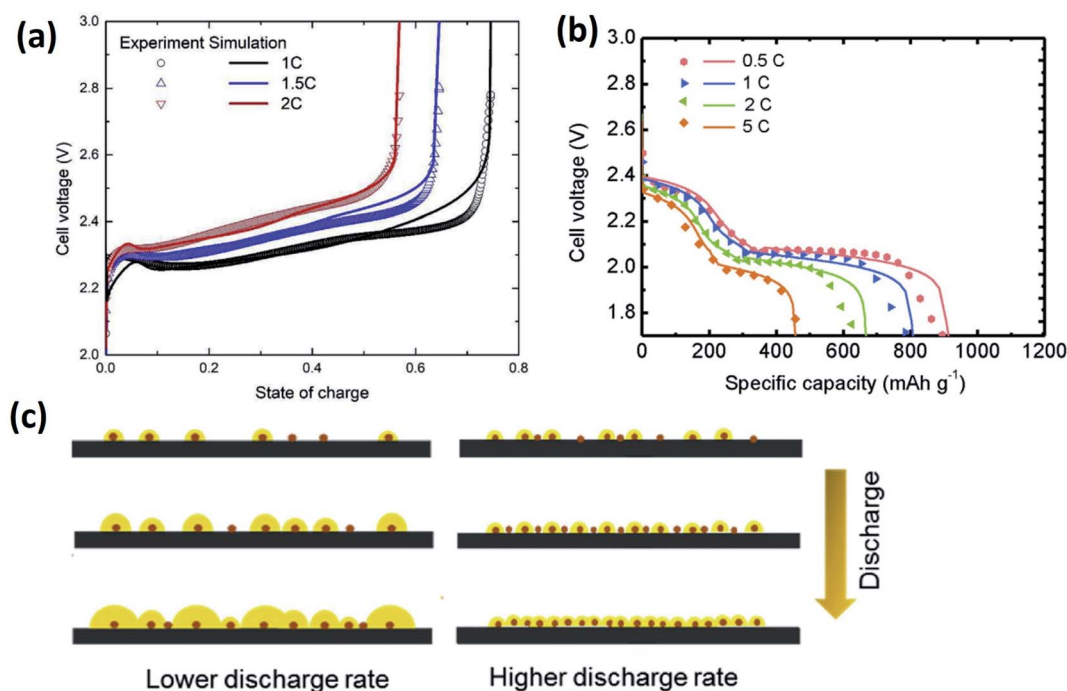 (a)
Experiment Simulation
1C
1.5C
2C
3.0
2.8
2.6
2.4
2.2
2.0
Cell voltage (V)
0.0
0.2
0.4
0.6
0.8
State of charge
(b)
0.5 C
1 C
2 C
5 C
3.0
2.8
2.6
2.4
2.2
2.0
1.8
Cell voltage (V)
0
200
400
600
800
1000
1200
Specific capacity (mAh g⁻¹)
(c)
Discharge
Lower discharge rate
Higher discharge rate